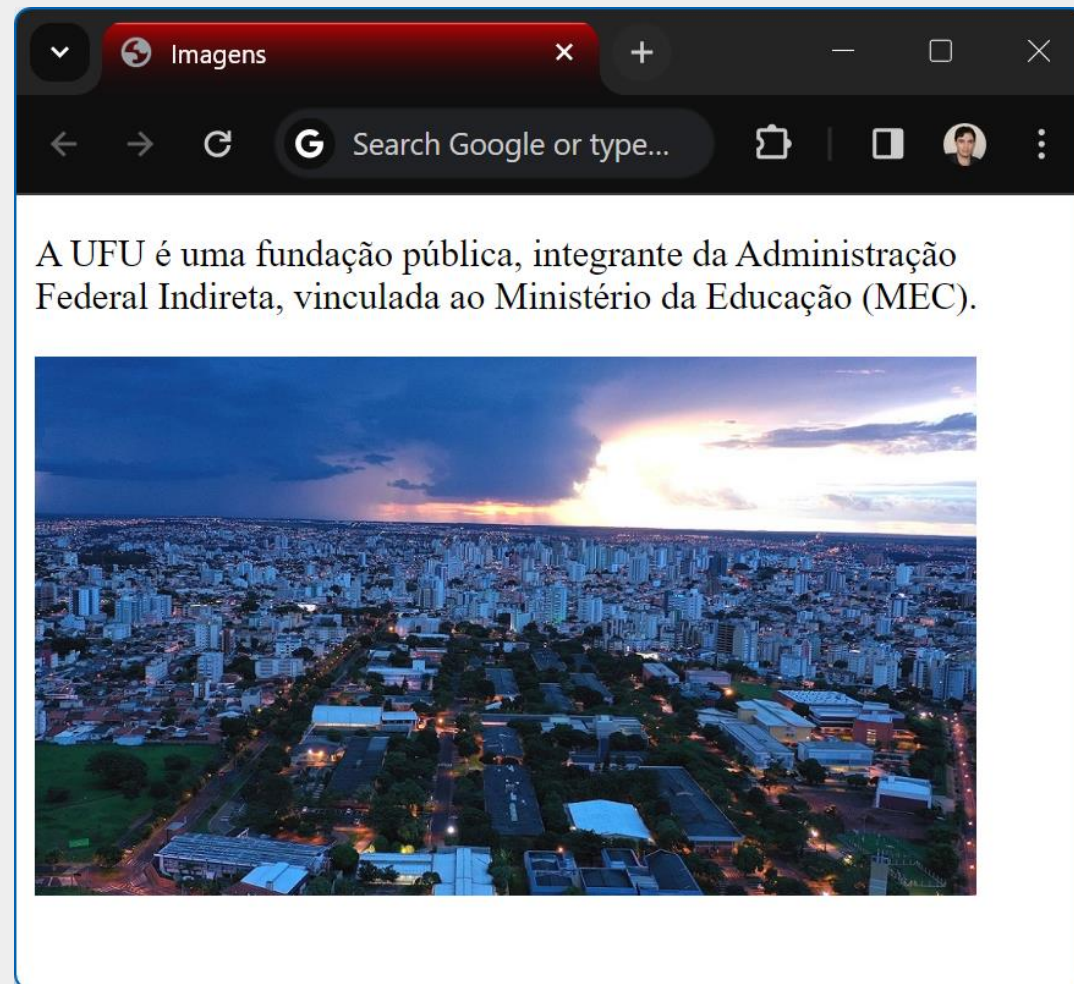 Imagens
Search Google or type...
A UFU é uma fundação pública, integrante da Administração
Federal Indireta, vinculada ao Ministério da Educação (MEC).